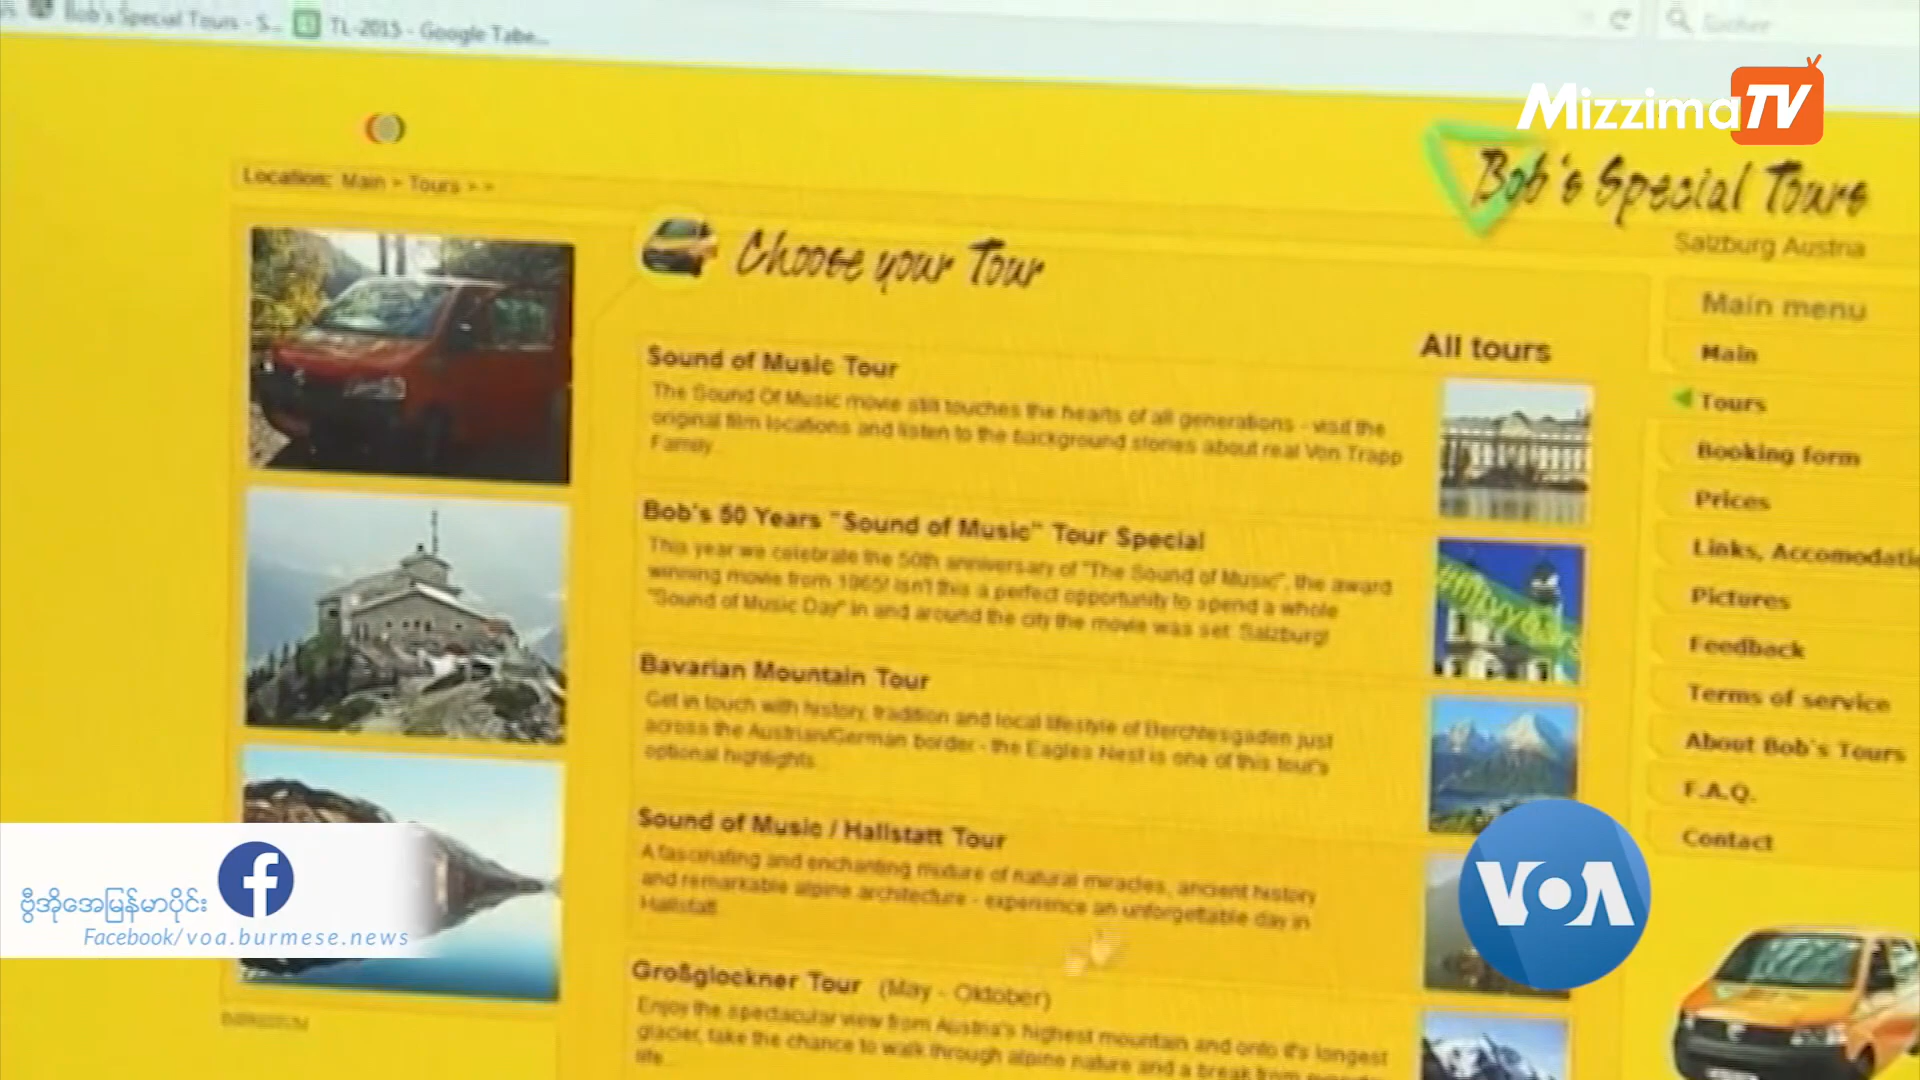 Bob's Special Tours - S...
TL-2015 - Google Tabe...
Suchen
MizzimaTV
Bob's Special Tours
Salzburg Austria
Location: Main > Tours > >
Choose your Tour
All tours
Sound of Music Tour
The Sound Of Music movie still touches the hearts of all generations - visit the
original film locations and listen to the background stories about real Von Trapp
Family...
Bob's 50 Years "Sound of Music" Tour Special
This year we celebrate the 50th anniversary of "The Sound of Music", the award
winning movie from 1965! Isn't this a perfect opportunity to spend a whole
"Sound of Music Day" in and around the city the movie was set: Salzburg!
Bavarian Mountain Tour
Get in touch with history, tradition and local lifestyle of Berchtesgaden just
across the Austrian/German border - the Eagles Nest is one of this tour's
optional highlights.
Sound of Music / Hallstatt Tour
A fascinating and enchanting mixture of natural miracles, ancient history
and remarkable alpine architecture - experience an unforgettable day in
Hallstatt.
Großglockner Tour (May - Oktober)
Enjoy the spectacular view from Austria's highest mountain and onto it's longest
glacier, take the chance to walk through alpine nature and a break from everyday
life...
Main menu
Main
Tours
Booking form
Prices
Links, Accomodatio
Pictures
Feedback
Terms of service
About Bob's Tours
F.A.Q.
Contact
VOA
ဗွီအိုအေမြန်မာပိုင်း
Facebook/voa.burmese.news
IMPRESSUM